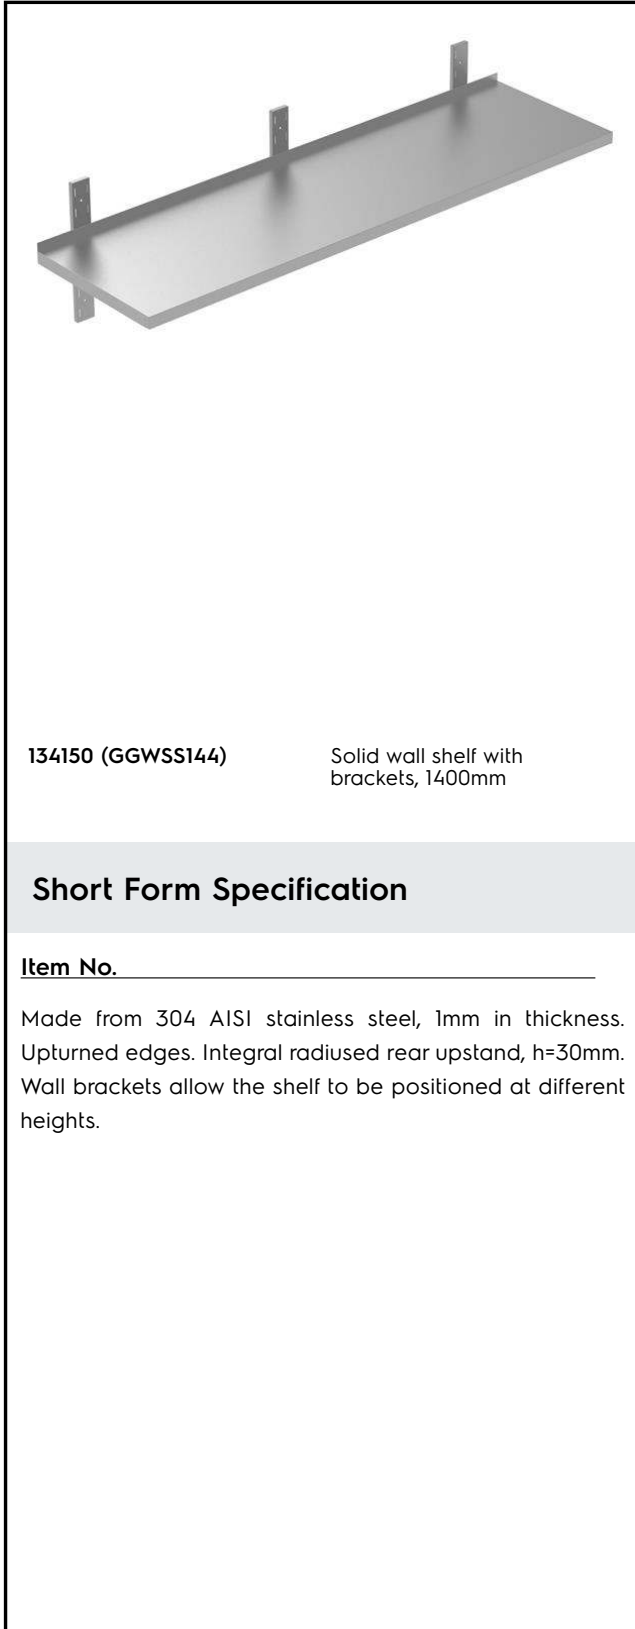 134150 (GGWSS144)
Solid wall shelf with
brackets, 1400mm
Short Form Specification
Item No.
Made from 304 AISI stainless steel, 1mm in thickness.
Upturned edges. Integral radiused rear upstand, h=30mm.
Wall brackets allow the shelf to be positioned at different
heights.